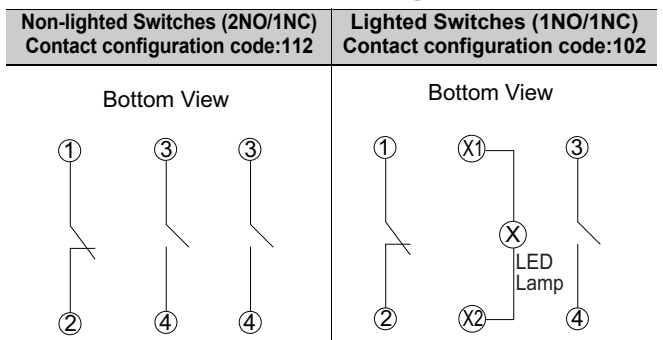 Non-lighted Switches (2NO/1NC)
Contact configuration code:112
Lighted Switches (1NO/1NC)
Contact configuration code:102
Bottom View
Bottom View
1 3 3
1 X1 3
X
LED
Lamp
2 4 4
2 X2 4